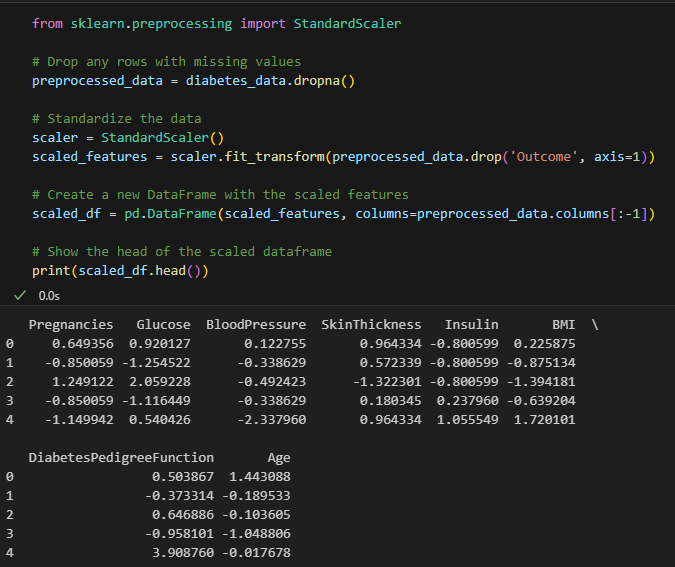 from sklearn.preprocessing import StandardScaler
# Drop any rows with missing values
preprocessed_data = diabetes_data.dropna()
# Standardize the data
scaler = StandardScaler()
scaled_features = scaler.fit_transform(preprocessed_data.drop('Outcome', axis=1))
# Create a new DataFrame with the scaled features
scaled_df = pd.DataFrame(scaled_features, columns=preprocessed_data.columns[:-1])
# Show the head of the scaled dataframe
print(scaled_df.head())
✓ 0.0s
Pregnancies Glucose BloodPressure SkinThickness Insulin BMI \
0 0.649356 0.920127 0.122755 0.964334 -0.800599 0.225875
1 -0.850059 -1.254522 -0.338629 0.572339 -0.800599 -0.875134
2 1.249122 2.059228 -0.492423 -1.322301 -0.800599 -1.394181
3 -0.850059 -1.116449 -0.338629 0.180345 0.237960 -0.639204
4 -1.149942 0.540426 -2.337960 0.964334 1.055549 1.720101
DiabetesPedigreeFunction Age
0 0.503867 1.443088
1 -0.373314 -0.189533
2 0.646886 -0.103605
3 -0.958101 -1.048806
4 3.908760 -0.017678